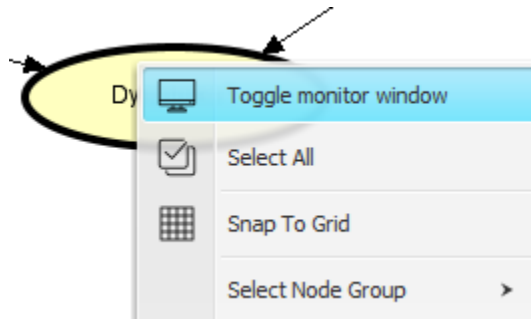 Dy
Toggle monitor window
Select All
Snap To Grid
Select Node Group